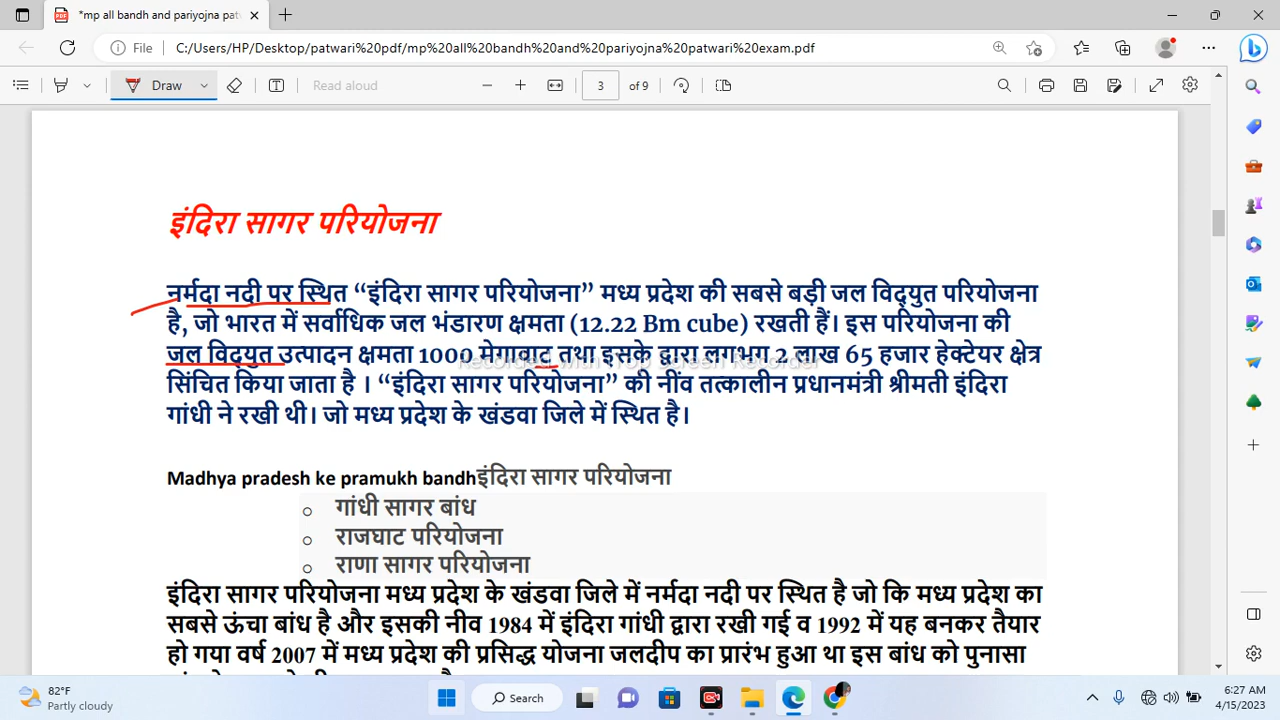 *mp all bandh and pariyojna pat
File
C:/Users/HP/Desktop/patwari%20pdf/mp%20all%20bandh%20and%20pariyojna%20patwari%20exam.pdf
Draw
Read aloud
3 of 9
इंदिरा सागर परियोजना
नर्मदा नदी पर स्थित “इंदिरा सागर परियोजना” मध्य प्रदेश की सबसे बड़ी जल विद्युत परियोजना
है, जो भारत में सर्वाधिक जल भंडारण क्षमता (12.22 Bm cube) रखती हैं। इस परियोजना की
जल विद्युत उत्पादन क्षमता 1000 मेगावाट तथा इसके द्वारा लगभग 2 लाख 65 हजार हेक्टेयर क्षेत्र
Recorded with iTop Screen Recorder
सिंचित किया जाता है । “इंदिरा सागर परियोजना” की नींव तत्कालीन प्रधानमंत्री श्रीमती इंदिरा
गांधी ने रखी थी। जो मध्य प्रदेश के खंडवा जिले में स्थित है।
Madhya pradesh ke pramukh bandhइंदिरा सागर परियोजना
o गांधी सागर बांध
o राजघाट परियोजना
o राणा सागर परियोजना
इंदिरा सागर परियोजना मध्य प्रदेश के खंडवा जिले में नर्मदा नदी पर स्थित है जो कि मध्य प्रदेश का
सबसे ऊंचा बांध है और इसकी नीव 1984 में इंदिरा गांधी द्वारा रखी गई व 1992 में यह बनकर तैयार
हो गया वर्ष 2007 में मध्य प्रदेश की प्रसिद्ध योजना जलदीप का प्रारंभ हुआ था इस बांध को पुनासा
82°F
Partly cloudy
Search
6:27 AM
4/15/2023